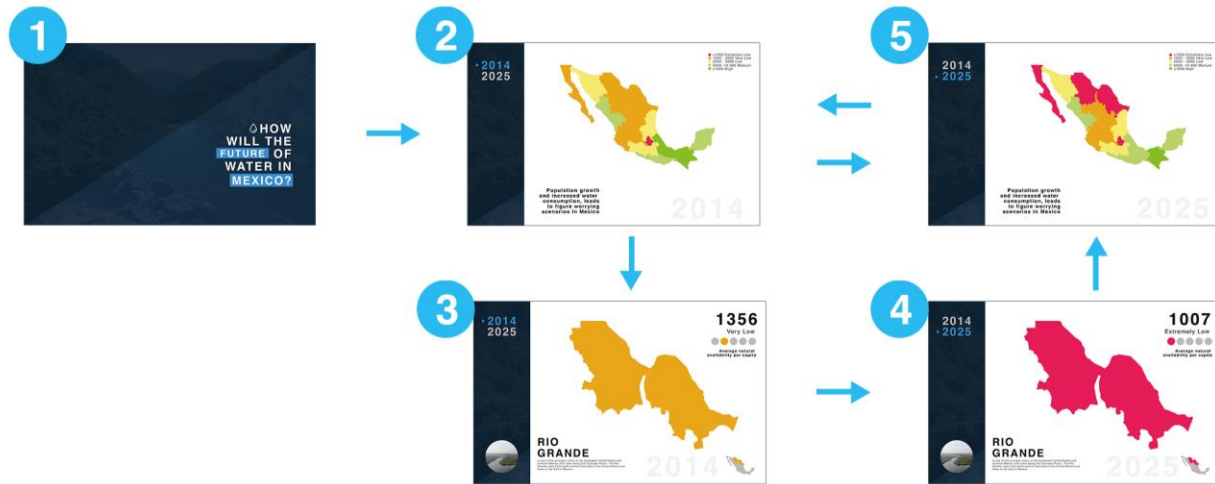 1
HOW
WILL THE
FUTURE OF
WATER IN
MEXICO?
2
2014
2025
Population growth
and increased water
consumption, leads
to figure worrying
scenarios in Mexico
2014
5
2014
2025
Population growth
and increased water
consumption, leads
to figure worrying
scenarios in Mexico
2025
3
2014
2025
1356
Very Low
Average natural
availability per capita
RIO
GRANDE
2014
4
2014
2025
1007
Extremely Low
Average natural
availability per capita
RIO
GRANDE
2025